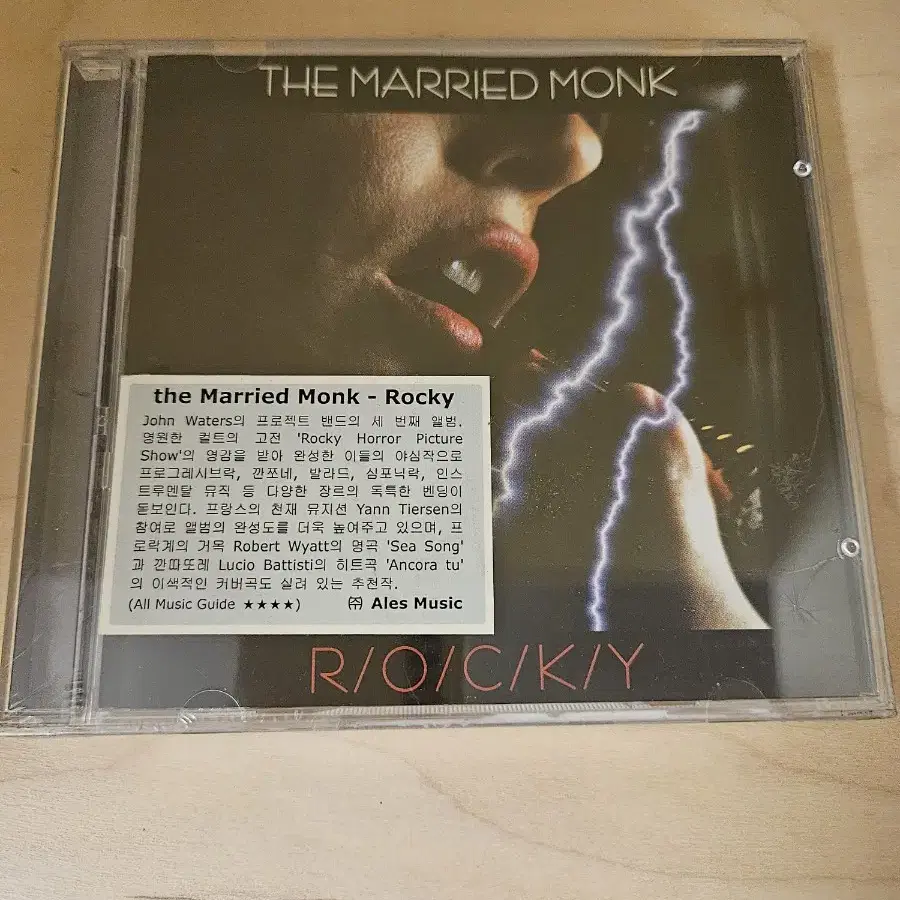 THE MARRIED MONK
the Married Monk - Rocky
John Waters의 프로젝트 밴드의 세 번째 앨범.
영원한 컬트의 고전 'Rocky Horror Picture
Show'의 영감을 받아 완성한 이들의 야심작으로
프로그레시브락, 깐쪼네, 발라드, 심포닉락, 인스
트루멘탈 뮤직 등 다양한 장르의 독특한 벤딩이
돋보인다. 프랑스의 천재 뮤지션 Yann Tiersen의
참여로 앨범의 완성도를 더욱 높여주고 있으며, 프
로락계의 거목 Robert Wyatt의 명곡 'Sea Song'
과 깐따또레 Lucio Battisti의 히트곡 'Ancora tu'
의 이색적인 커버곡도 실려 있는 추천작.
(All Music Guide ★★★★) ㈜ Ales Music
R/O/C/K/Y